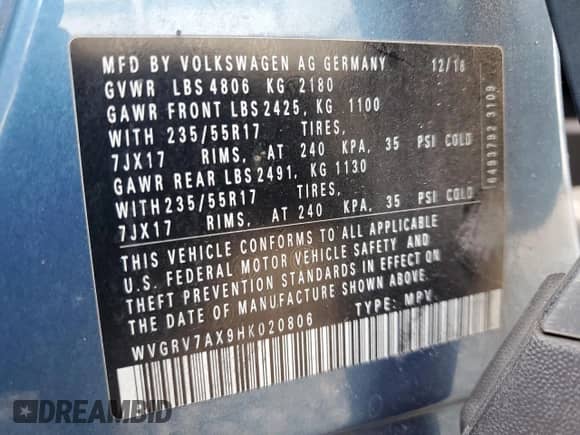 MFD BY VOLKSWAGEN AG GERMANY 12/16
GVWR LBS 4806 KG 2180
GAWR FRONT LBS 2425, KG 1100
WITH 235/55R17 TIRES,
7JX17 RIMS, AT 240 KPA, 35 PSI COLD
GAWR REAR LBS 2491, KG 1130
WITH 235/55R17 TIRES,
7JX17 RIMS, AT 240 KPA, 35 PSI COLD
THIS VEHICLE CONFORMS TO ALL APPLICABLE
U.S. FEDERAL MOTOR VEHICLE SAFETY AND
THEFT PREVENTION STANDARDS IN EFFECT ON
THE DATE OF MANUFACTURE SHOWN ABOVE.
WVGRV7AX9HK020806 TYPE: MPV
6493792 3109
DREAMBID